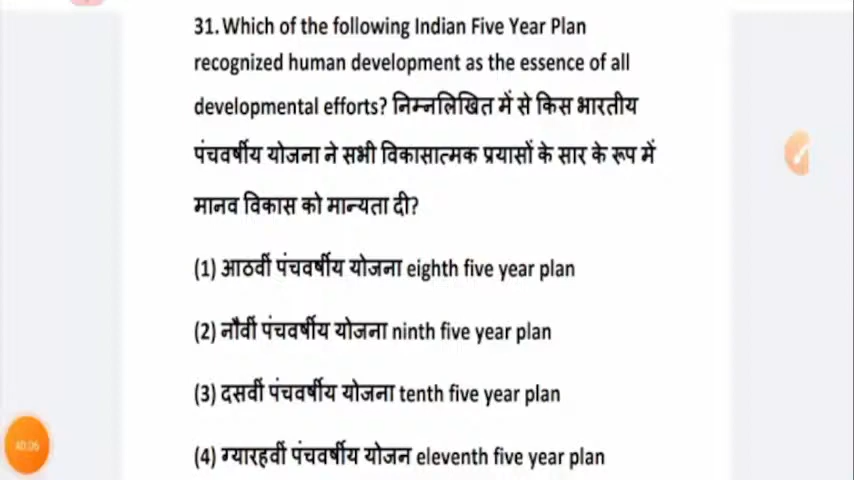 31. Which of the following Indian Five Year Plan
recognized human development as the essence of all
developmental efforts? निम्नलिखित में से किस भारतीय
पंचवर्षीय योजना ने सभी विकासात्मक प्रयासों के सार के रूप में
मानव विकास को मान्यता दी?
(1) आठवीं पंचवर्षीय योजना eighth five year plan
(2) नौवीं पंचवर्षीय योजना ninth five year plan
(3) दसवीं पंचवर्षीय योजना tenth five year plan
(4) ग्यारहवीं पंचवर्षीय योजन eleventh five year plan